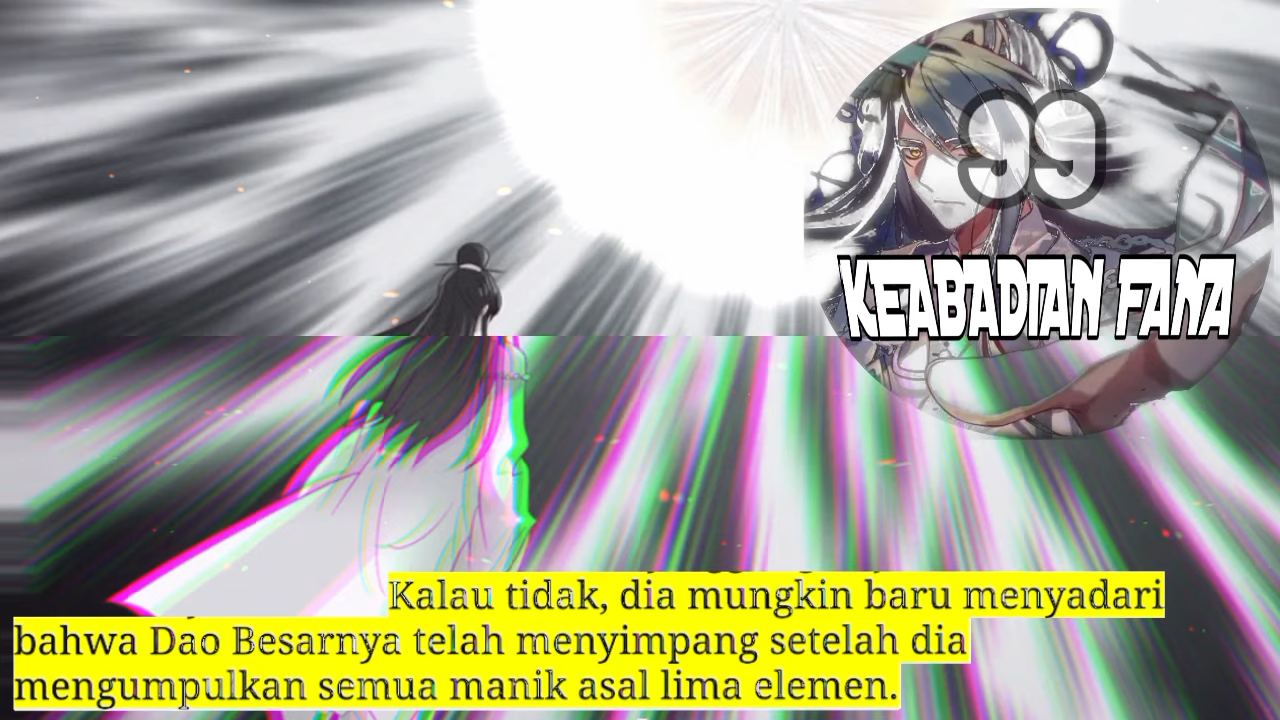 99
KEABADIAN FANA
Kalau tidak, dia mungkin baru menyadari
bahwa Dao Besarnya telah menyimpang setelah dia
mengumpulkan semua manik asal lima elemen.